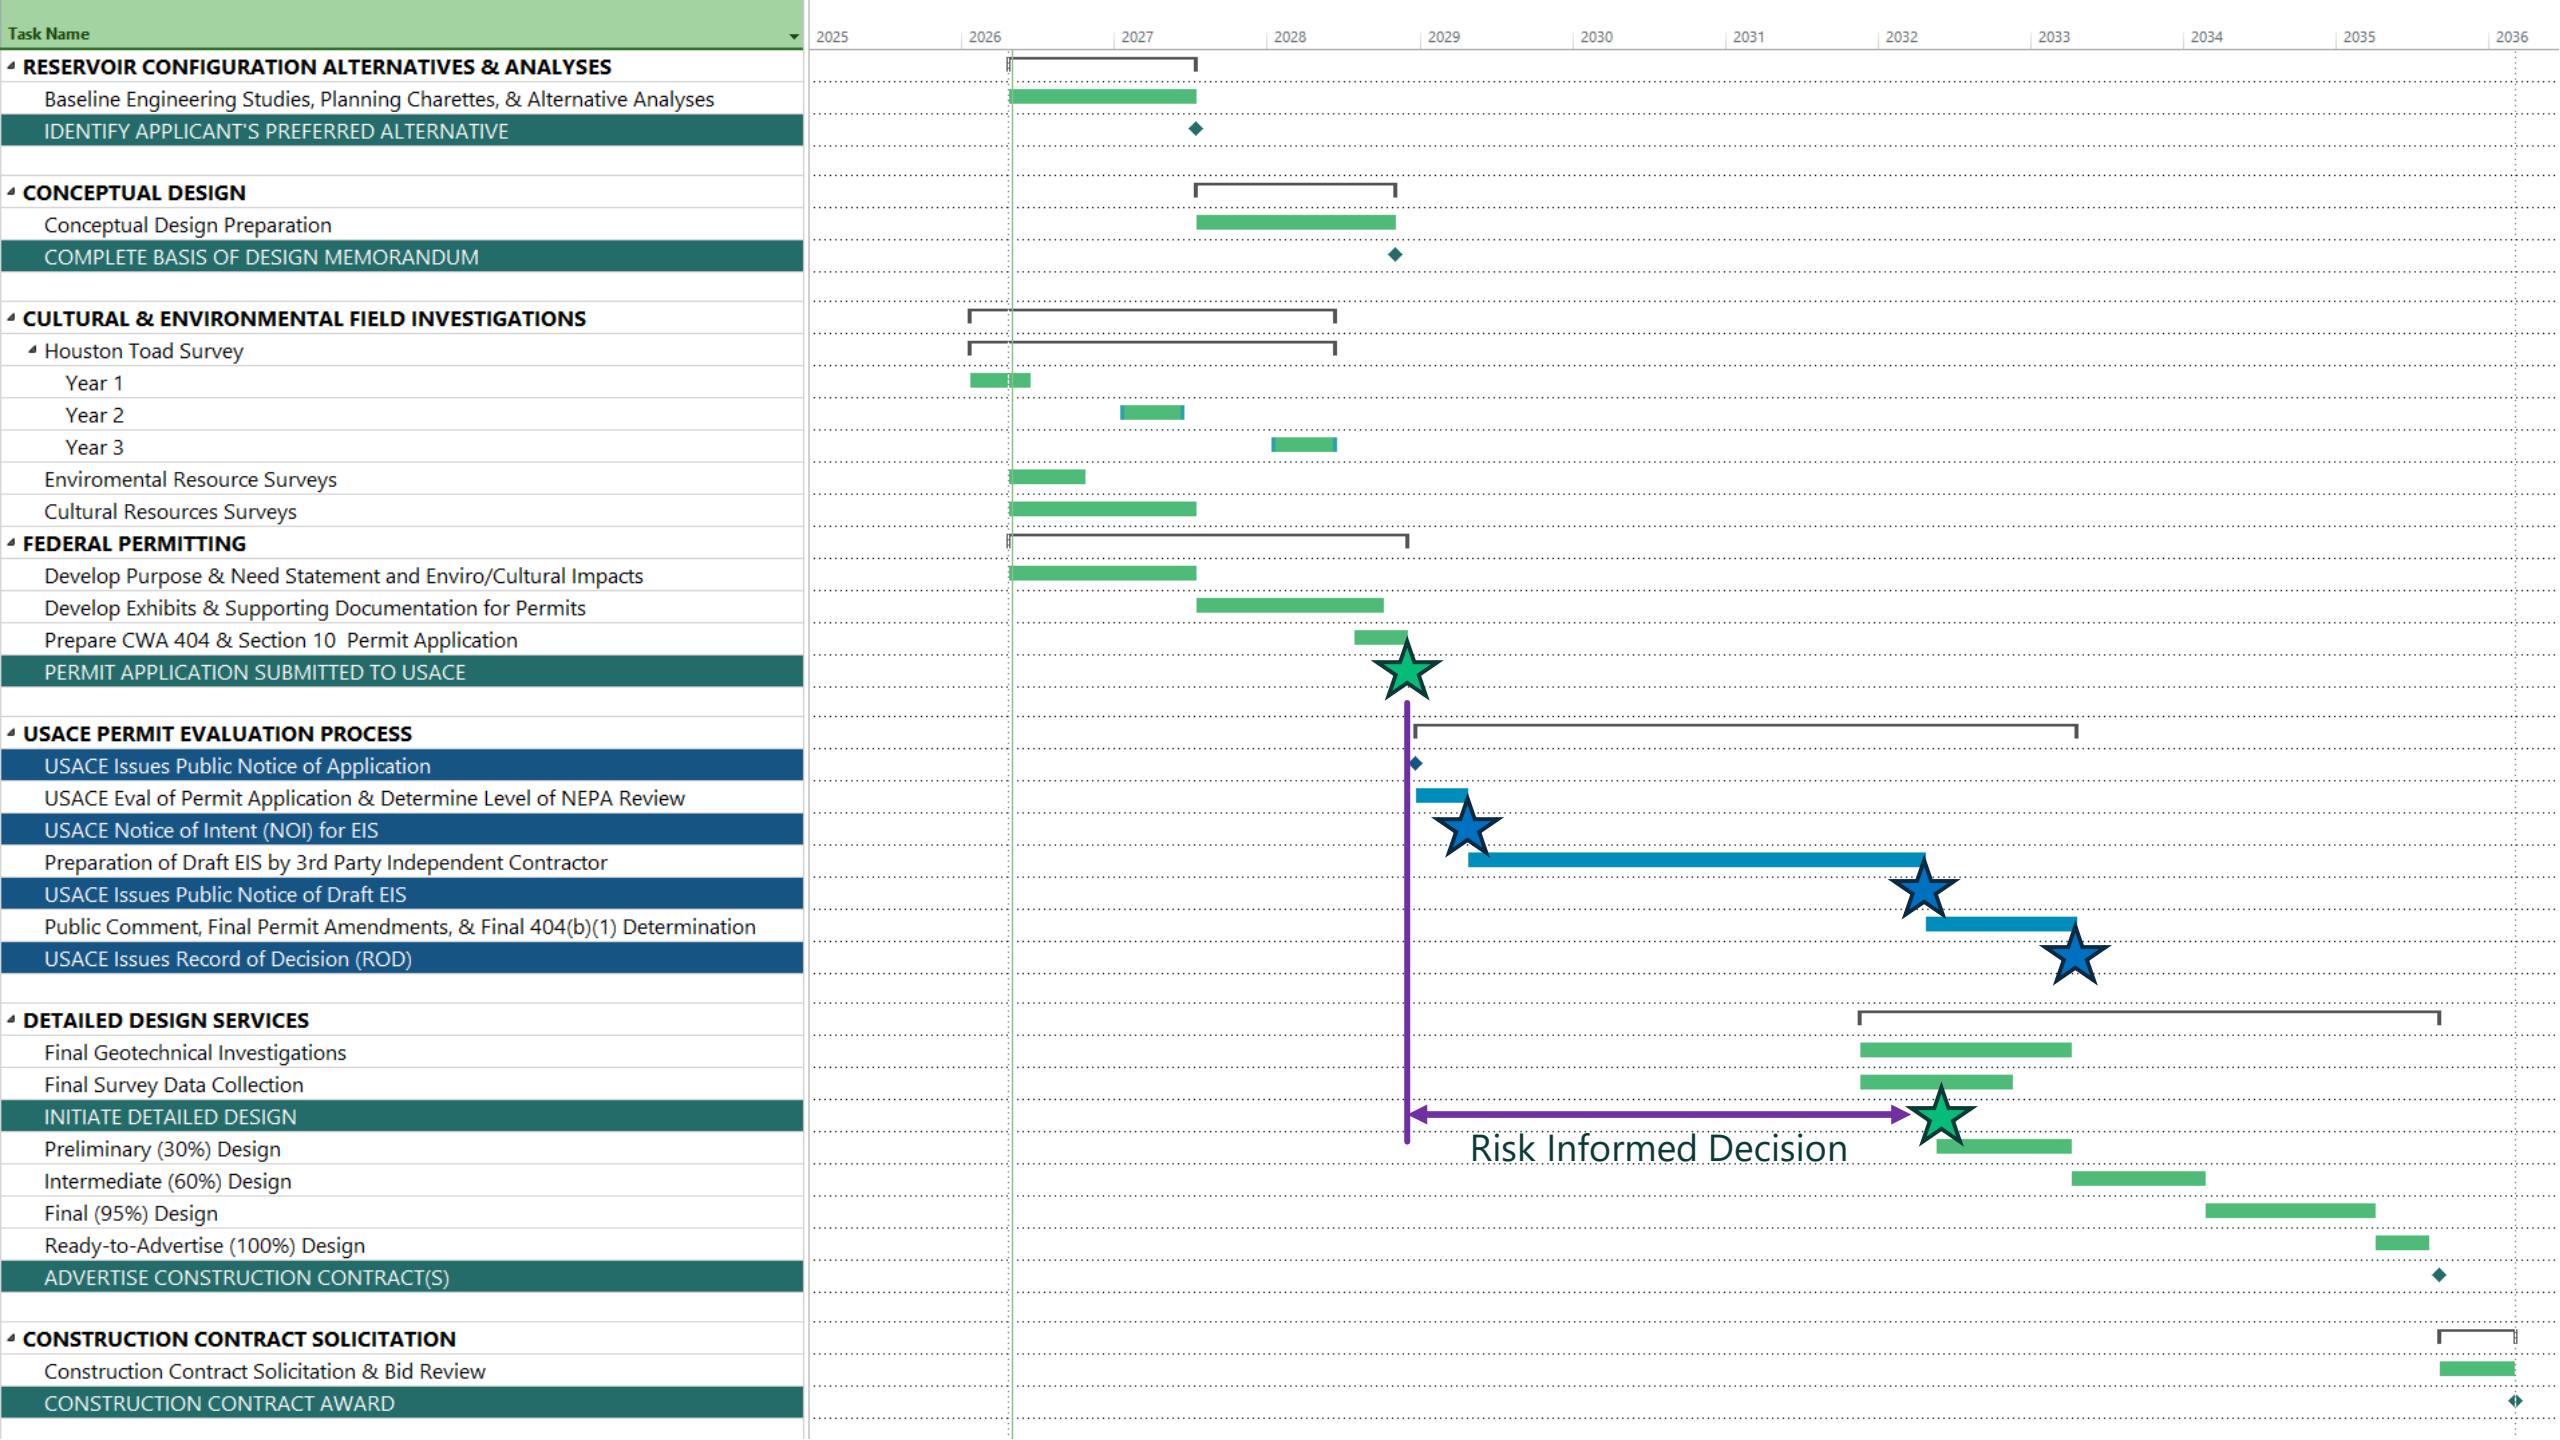 Task Name
2025 2026 2027 2028 2029 2030 2031 2032 2033 2034 2035 2036
RESERVOIR CONFIGURATION ALTERNATIVES & ANALYSES
Baseline Engineering Studies, Planning Charettes, & Alternative Analyses
IDENTIFY APPLICANT'S PREFERRED ALTERNATIVE
CONCEPTUAL DESIGN
Conceptual Design Preparation
COMPLETE BASIS OF DESIGN MEMORANDUM
CULTURAL & ENVIRONMENTAL FIELD INVESTIGATIONS
Houston Toad Survey
Year 1
Year 2
Year 3
Enviromental Resource Surveys
Cultural Resources Surveys
FEDERAL PERMITTING
Develop Purpose & Need Statement and Enviro/Cultural Impacts
Develop Exhibits & Supporting Documentation for Permits
Prepare CWA 404 & Section 10  Permit Application
PERMIT APPLICATION SUBMITTED TO USACE
USACE PERMIT EVALUATION PROCESS
USACE Issues Public Notice of Application
USACE Eval of Permit Application & Determine Level of NEPA Review
USACE Notice of Intent (NOI) for EIS
Preparation of Draft EIS by 3rd Party Independent Contractor
USACE Issues Public Notice of Draft EIS
Public Comment, Final Permit Amendments, & Final 404(b)(1) Determination
USACE Issues Record of Decision (ROD)
DETAILED DESIGN SERVICES
Final Geotechnical Investigations
Final Survey Data Collection
INITIATE DETAILED DESIGN
Preliminary (30%) Design
Risk Informed Decision
Intermediate (60%) Design
Final (95%) Design
Ready-to-Advertise (100%) Design
ADVERTISE CONSTRUCTION CONTRACT(S)
CONSTRUCTION CONTRACT SOLICITATION
Construction Contract Solicitation & Bid Review
CONSTRUCTION CONTRACT AWARD